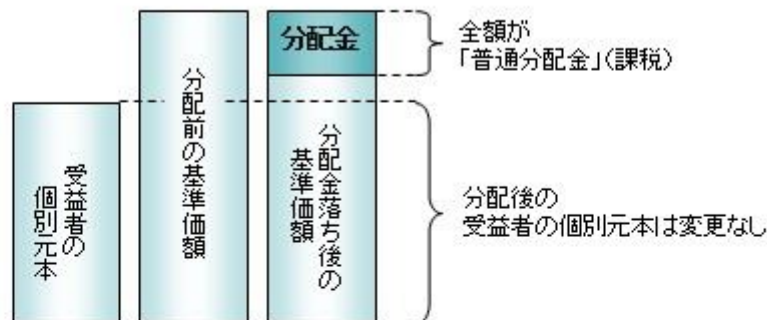 受益者の
個別元本
分配前の基準価額
分配金
分配金落ち後の
基準価額
全額が
「普通分配金」(課税)
分配後の
受益者の個別元本は変更なし